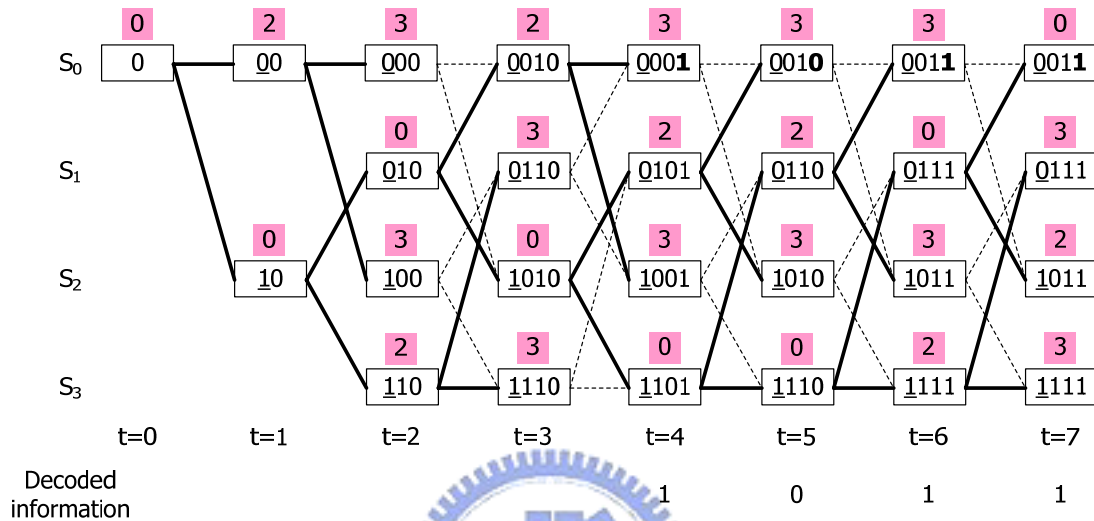 0 2 3 2 3 3 3 0
S0 0 00 000 0010 0001 0010 0011 0011
0 3 2 2 0 3
S1 010 0110 0101 0110 0111 0111
0 3 0 3 3 3 2
S2 10 100 1010 1001 1010 1011 1011
2 3 0 0 2 3
S3 110 1110 1101 1110 1111 1111
t=0 t=1 t=2 t=3 t=4 t=5 t=6 t=7
Decoded
information 1 0 1 1